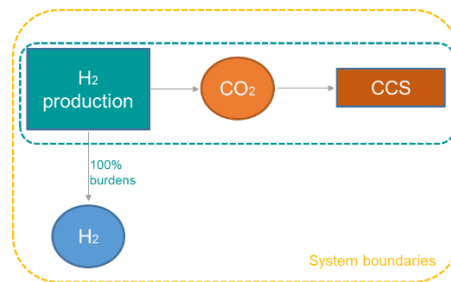 H₂
production
CO₂
CCS
100%
burdens
H₂
System boundaries